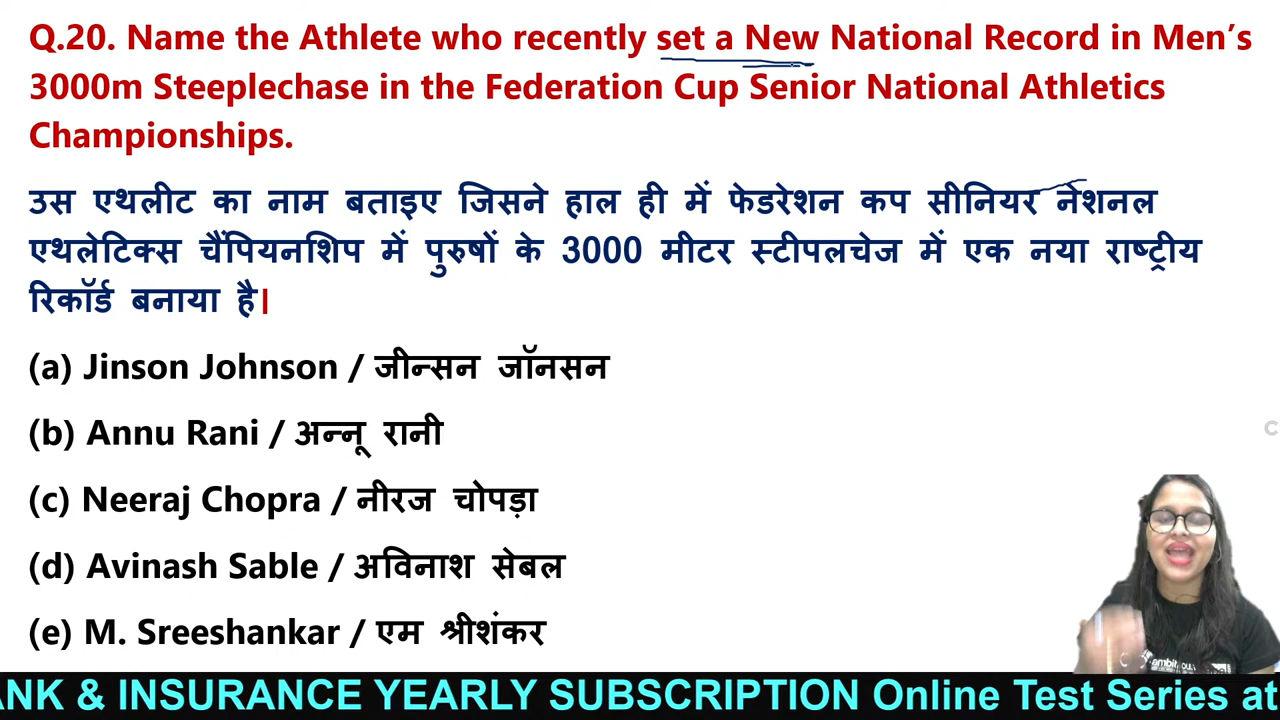 Q.20. Name the Athlete who recently set a New National Record in Men's
3000m Steeplechase in the Federation Cup Senior National Athletics
Championships.
उस एथलीट का नाम बताइए जिसने हाल ही में फेडरेशन कप सीनियर नेशनल
एथलेटिक्स चैंपियनशिप में पुरुषों के 3000 मीटर स्टीपलचेज में एक नया राष्ट्रीय
रिकॉर्ड बनाया है।
(a) Jinson Johnson / जीन्सन जॉनसन
(b) Annu Rani / अन्नू रानी
(c) Neeraj Chopra / नीरज चोपड़ा
(d) Avinash Sable / अविनाश सेबल
(e) M. Sreeshankar / एम श्रीशंकर
ANK & INSURANCE YEARLY SUBSCRIPTION Online Test Series at